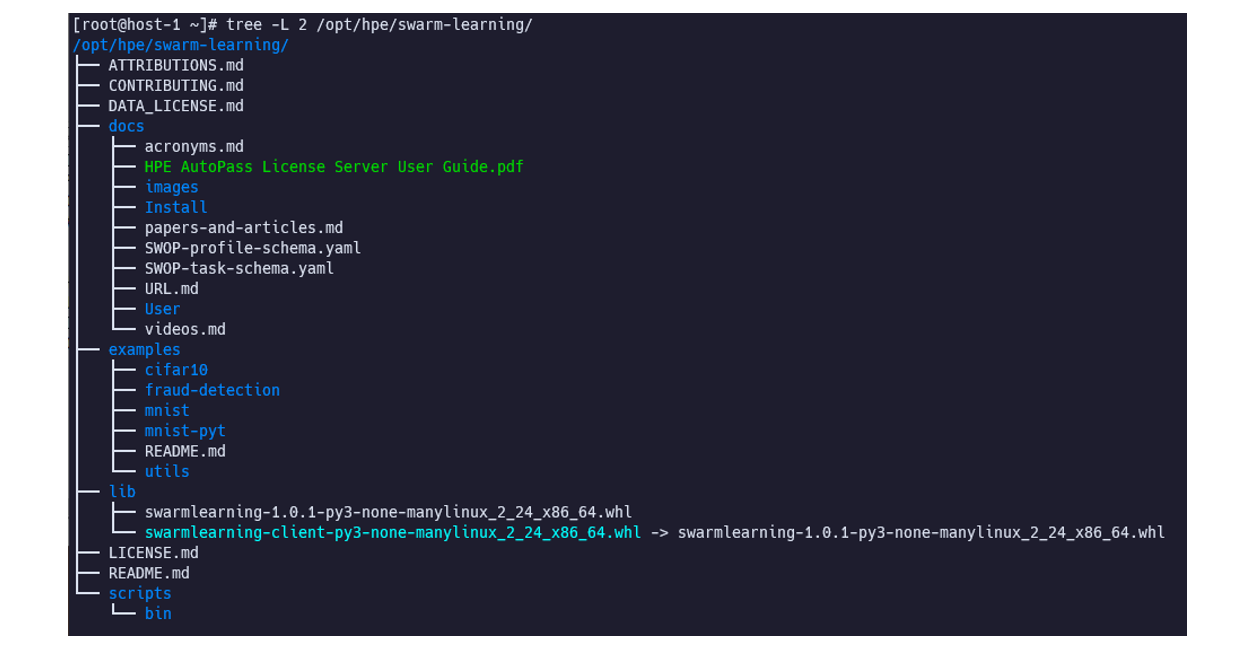 [root@host-1 ~]# tree -L 2 /opt/hpe/swarm-learning/
/opt/hpe/swarm-learning/
├── ATTRIBUTIONS.md
├── CONTRIBUTING.md
├── DATA_LICENSE.md
├── docs
│   ├── acronyms.md
│   ├── HPE AutoPass License Server User Guide.pdf
│   ├── images
│   ├── Install
│   ├── papers-and-articles.md
│   ├── SWOP-profile-schema.yaml
│   ├── SWOP-task-schema.yaml
│   ├── URL.md
│   ├── User
│   └── videos.md
├── examples
│   ├── cifar10
│   ├── fraud-detection
│   ├── mnist
│   ├── mnist-pyt
│   ├── README.md
│   └── utils
├── lib
│   ├── swarmlearning-1.0.1-py3-none-manylinux_2_24_x86_64.whl
│   └── swarmlearning-client-py3-none-manylinux_2_24_x86_64.whl -> swarmlearning-1.0.1-py3-none-manylinux_2_24_x86_64.whl
├── LICENSE.md
├── README.md
└── scripts
    └── bin